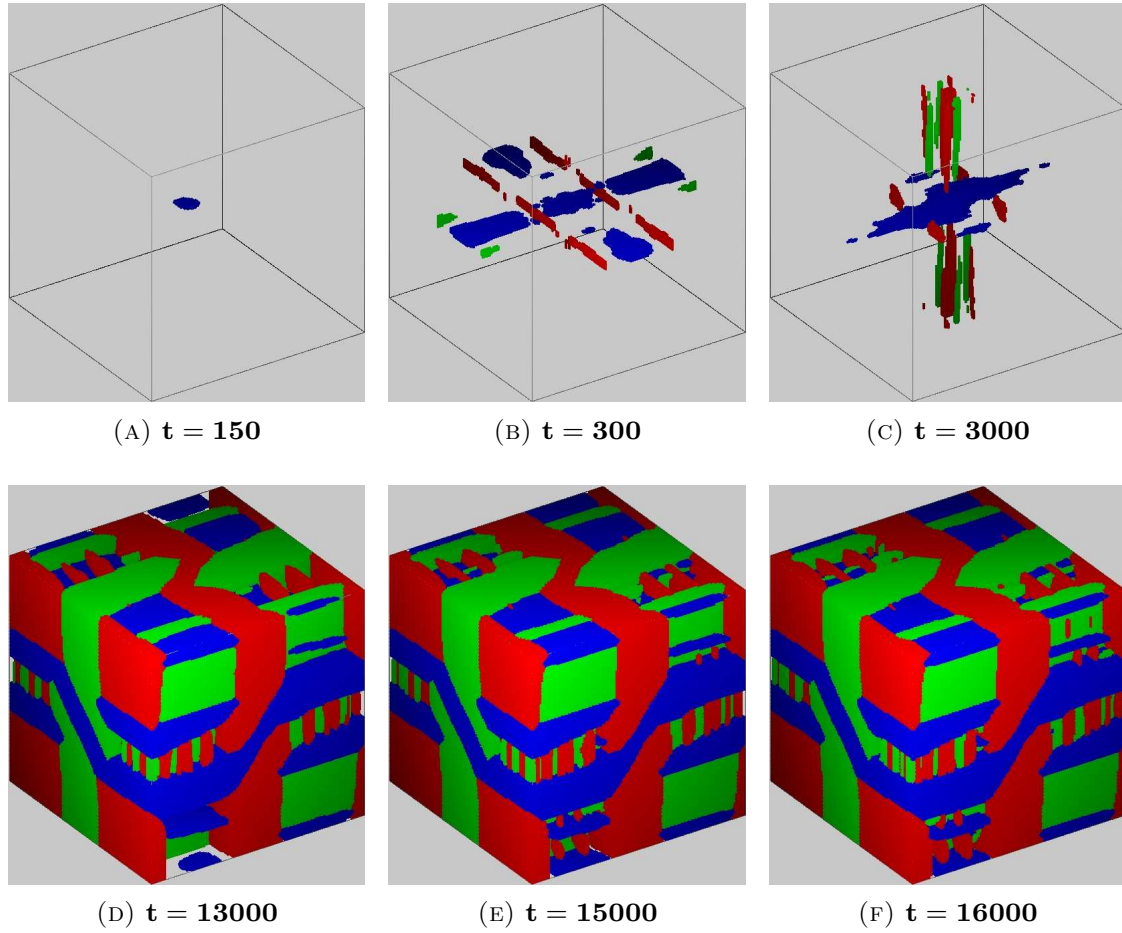 (A) t = 150
(B) t = 300
(C) t = 3000
(D) t = 13000
(E) t = 15000
(F) t = 16000